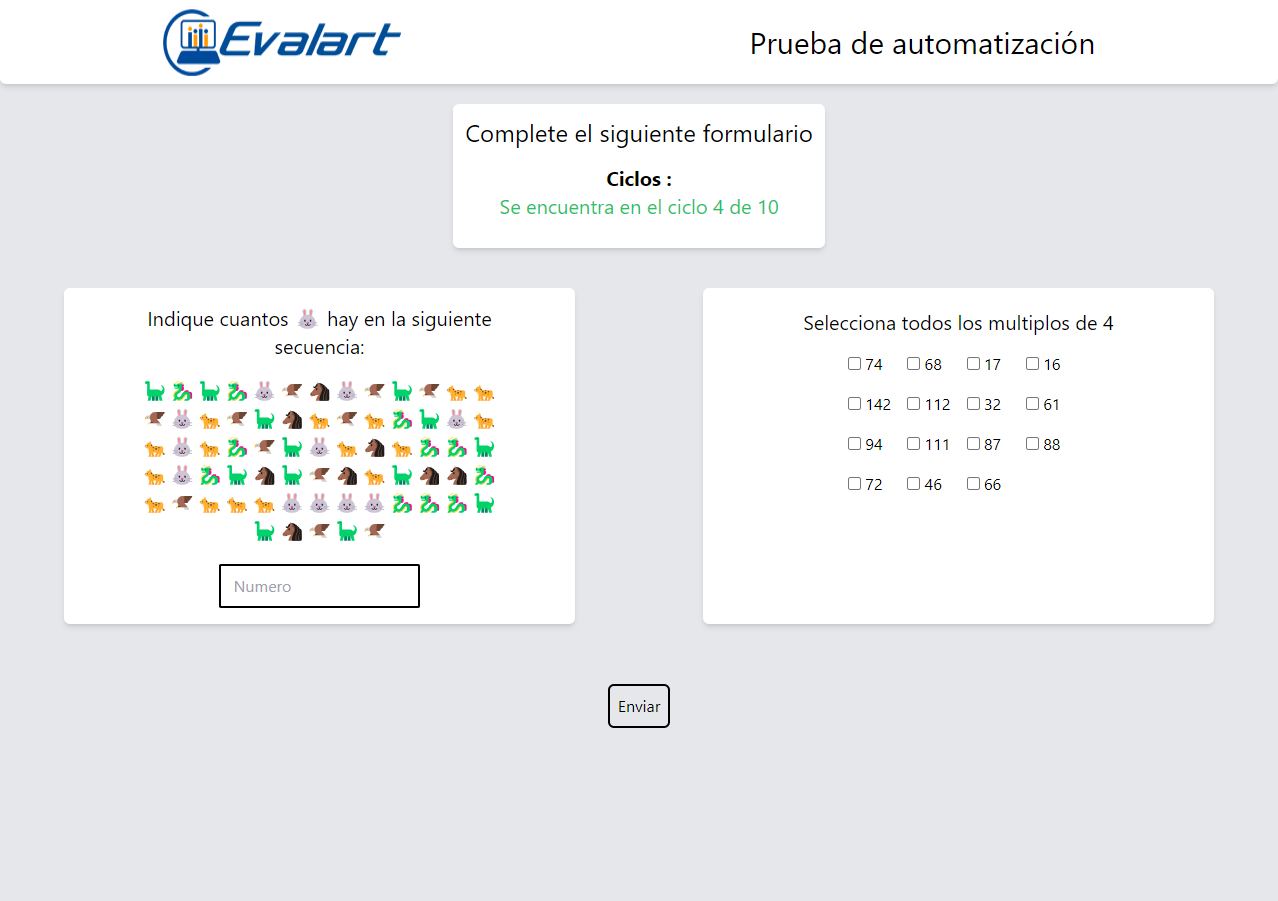 Evalart
Prueba de automatización
Complete el siguiente formulario
Ciclos :
Se encuentra en el ciclo 4 de 10
Indique cuantos 🐰 hay en la siguiente
secuencia:
🦕🐉🦕🐉🐰🦅🐴🐰🦅🦕🦅🐆🐆
🦅🐰🐆🦅🦕🐴🐆🦅🐆🐉🦕🐰🐆
🐆🐰🐆🐉🦅🦕🐰🐆🐴🐆🐉🐉🦕
🐆🐰🐉🦕🐴🦕🦅🐴🐆🦕🐴🐴🐉
🐆🦅🐆🐆🐆🐰🐰🐰🐰🐉🐉🐉🦕
🦕🐴🦅🦕🦅
Numero
Selecciona todos los multiplos de 4
74 68 17 16
142 112 32 61
94 111 87 88
72 46 66
Enviar